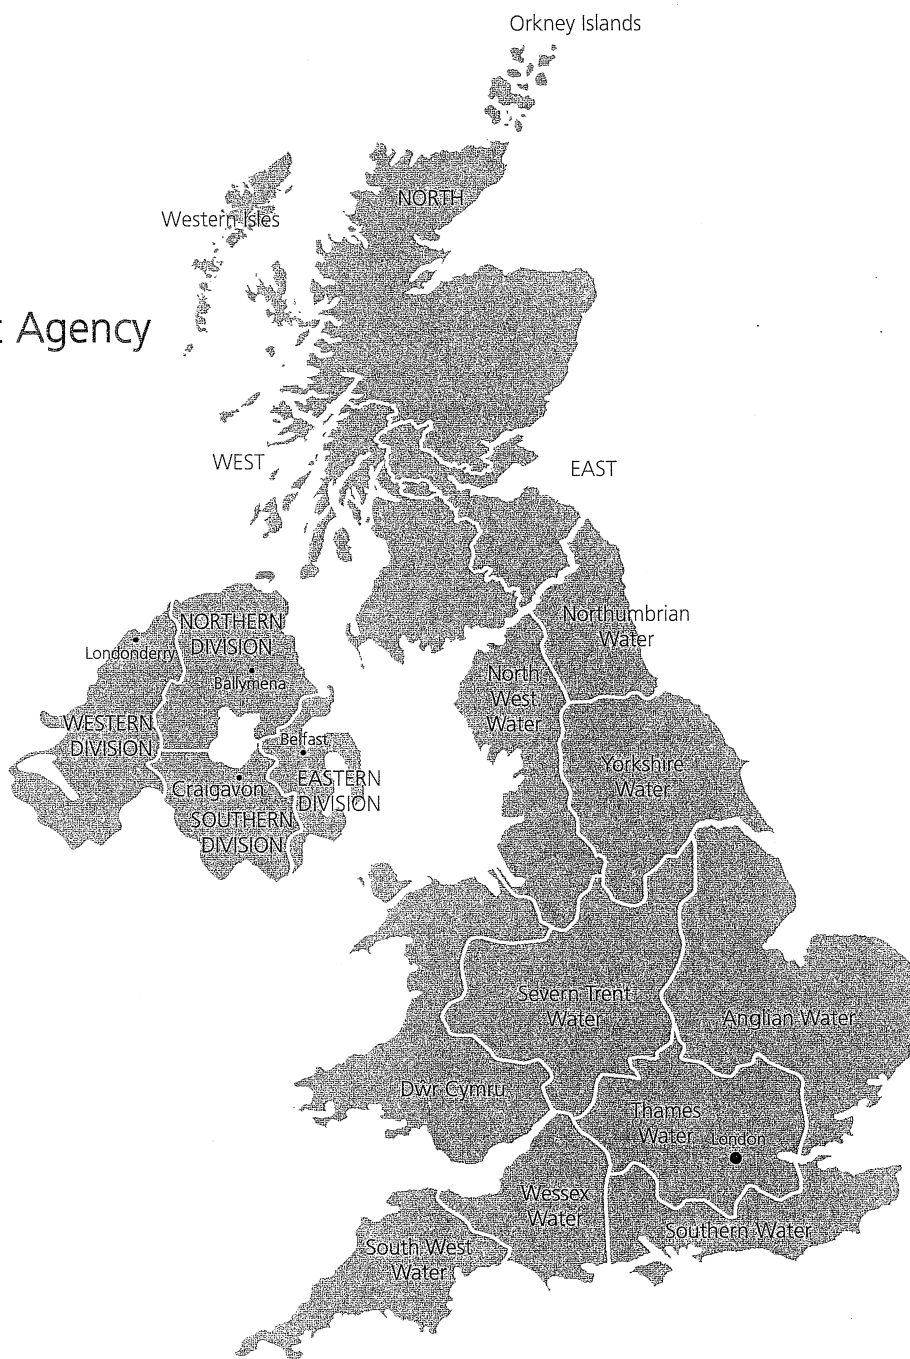 Orkney Islands
NORTH
Western Isles
Agency
WEST
EAST
NORTHERN
DIVISION
Londonderry
Ballymena
WESTERN
DIVISION
Belfast
Craigavon
EASTERN
DIVISION
SOUTHERN
DIVISION
Northumbrian
Water
North
West
Water
Yorkshire
Water
Severn Trent
Water
Anglian Water
Dwr Cymru
Thames
Water
London
Wessex
Water
Southern Water
South West
Water